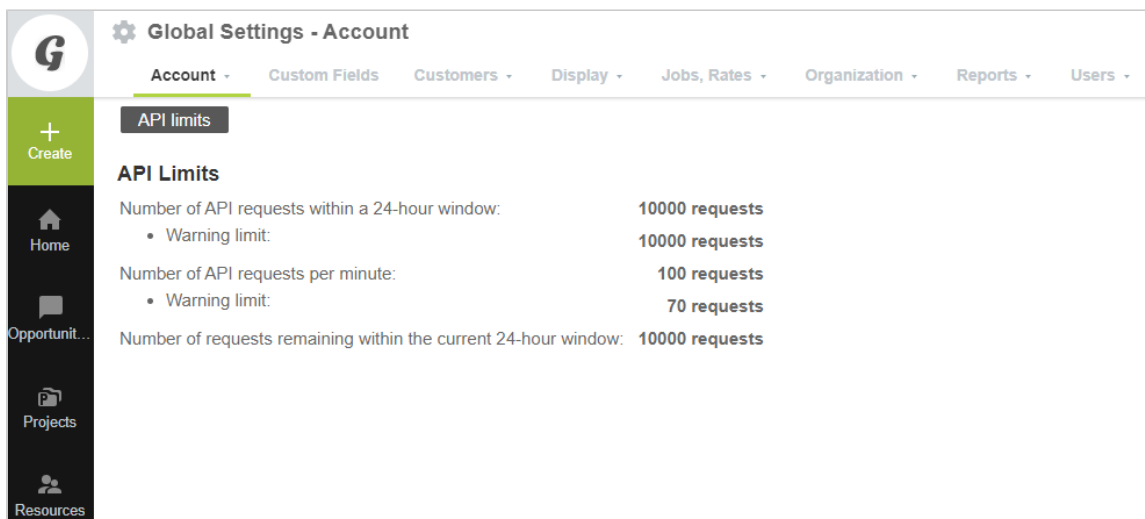 G
Global Settings - Account
Account Custom Fields Customers Display Jobs, Rates Organization Reports Users
API limits
Create
API Limits
Number of API requests within a 24-hour window: 10000 requests
• Warning limit: 10000 requests
Home
Number of API requests per minute: 100 requests
• Warning limit: 70 requests
Opportunit...
Number of requests remaining within the current 24-hour window: 10000 requests
P
Projects
Resources